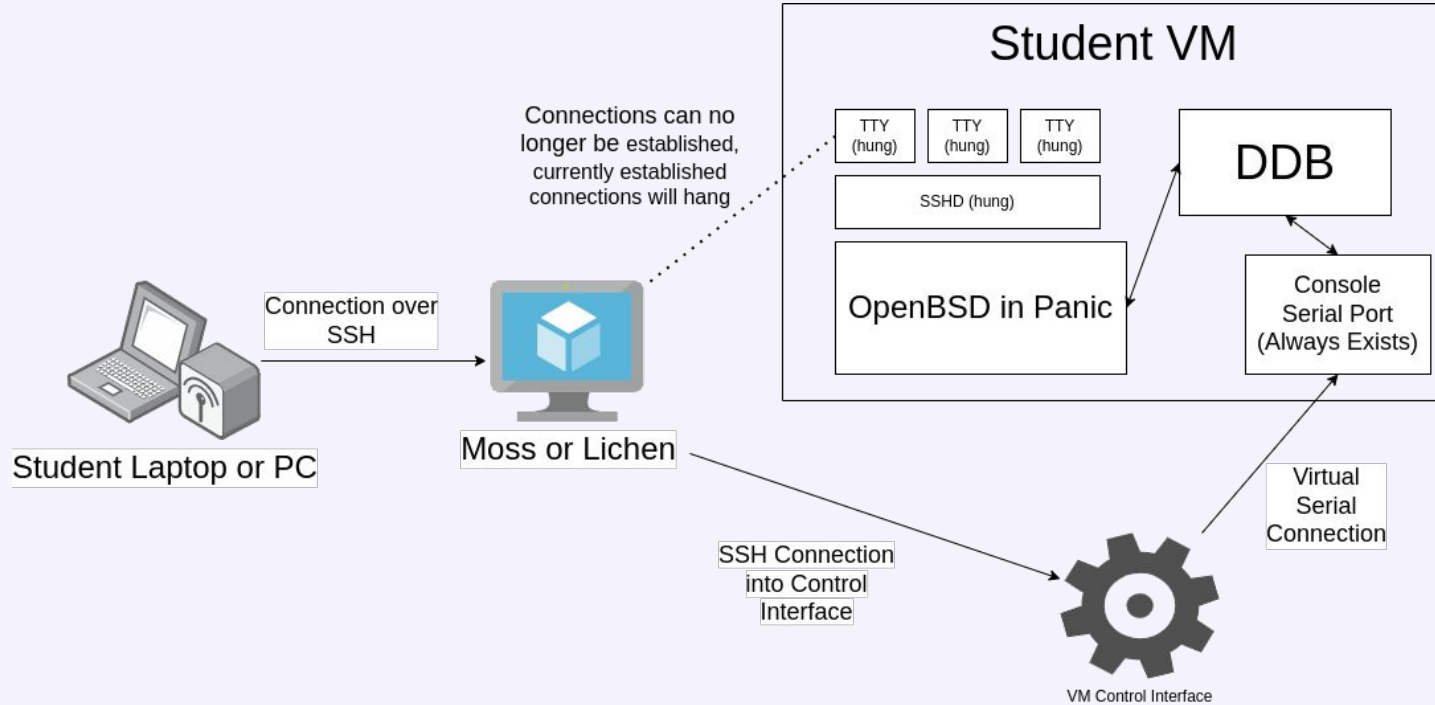 Student VM
Connections can no
longer be established,
currently established
connections will hang
TTY
(hung)
TTY
(hung)
TTY
(hung)
SSHD (hung)
OpenBSD in Panic
DDB
Console
Serial Port
(Always Exists)
Connection over
SSH
Student Laptop or PC
Moss or Lichen
SSH Connection
into Control
Interface
Virtual
Serial
Connection
VM Control Interface